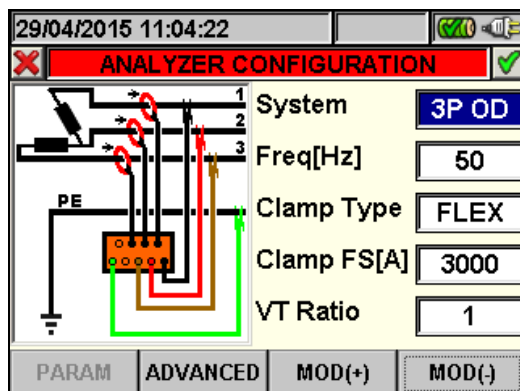 29/04/2015 11:04:22
ANALYZER CONFIGURATION
1
2
3
PE
System 3P OD
Freq[Hz] 50
Clamp Type FLEX
Clamp FS[A] 3000
VT Ratio 1
PARAM ADVANCED MOD(+) MOD(-)